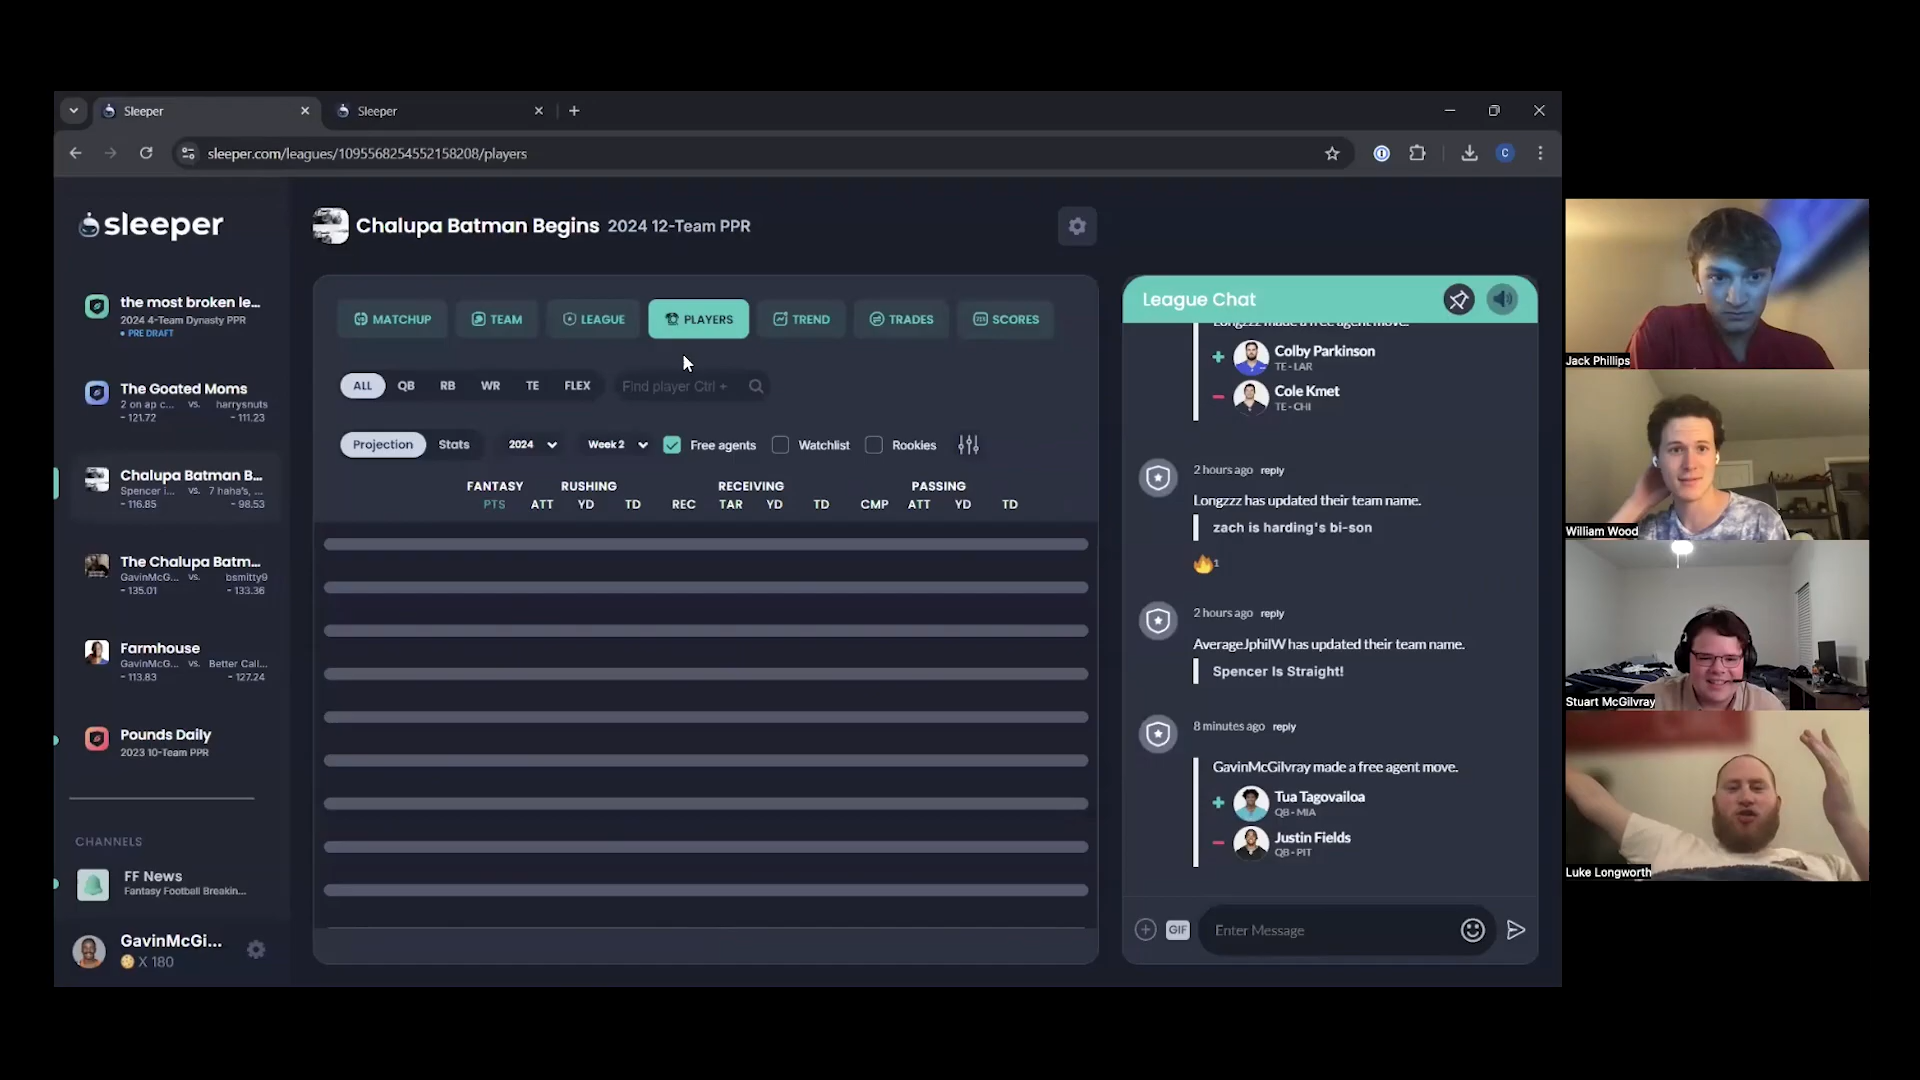 Sleeper
Sleeper
sleeper.com/leagues/1095568254552158208/players
C
sleeper
Chalupa Batman Begins 2024 12-Team PPR
the most broken le...
2024 4-Team Dynasty PPR
PRE DRAFT
The Goated Moms
2 on ap c... vs. harrysnuts
- 121.72 - 111.23
Chalupa Batman B...
Spencer i... vs. 7 haha's, ...
- 116.85 - 98.53
The Chalupa Batm...
GavinMcG... vs. bsmitty9
- 135.01 - 133.36
Farmhouse
GavinMcG... vs. Better Call...
- 113.83 - 127.24
Pounds Daily
2023 10-Team PPR
CHANNELS
FF News
Fantasy Football Breakin...
GavinMcGi...
X 180
MATCHUP TEAM LEAGUE PLAYERS TREND TRADES SCORES
ALL QB RB WR TE FLEX Find player Ctrl +
Projection Stats 2024 Week 2 Free agents Watchlist Rookies
FANTASY RUSHING RECEIVING PASSING
PTS ATT YD TD REC TAR YD TD CMP ATT YD TD
League Chat
Longzzz made a free agent move.
+ Colby Parkinson
TE - LAR
- Cole Kmet
TE - CHI
2 hours ago reply
Longzzz has updated their team name.
zach is harding's bi-son
1
2 hours ago reply
AverageJphilW has updated their team name.
Spencer Is Straight!
8 minutes ago reply
GavinMcGilvray made a free agent move.
+ Tua Tagovailoa
QB - MIA
- Justin Fields
QB - PIT
GIF Enter Message
Jack Phillips
William Wood
Stuart McGilvray
Luke Longworth